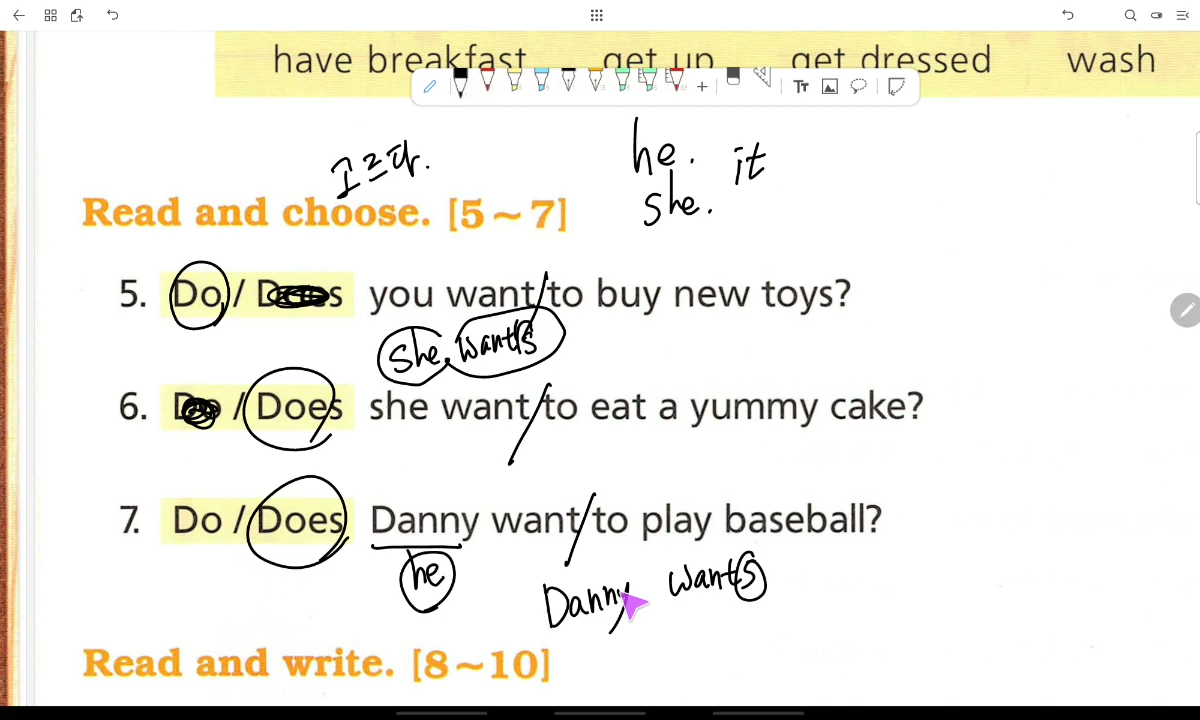 have breakfast get up get dressed wash
고르다.
he. it
she.
Read and choose. [5~7]
5. Do / Does you want/to buy new toys?
she wants
6. Do / Does she want/to eat a yummy cake?
7. Do / Does Danny want/to play baseball?
he
Danny wants
Read and write. [8~10]